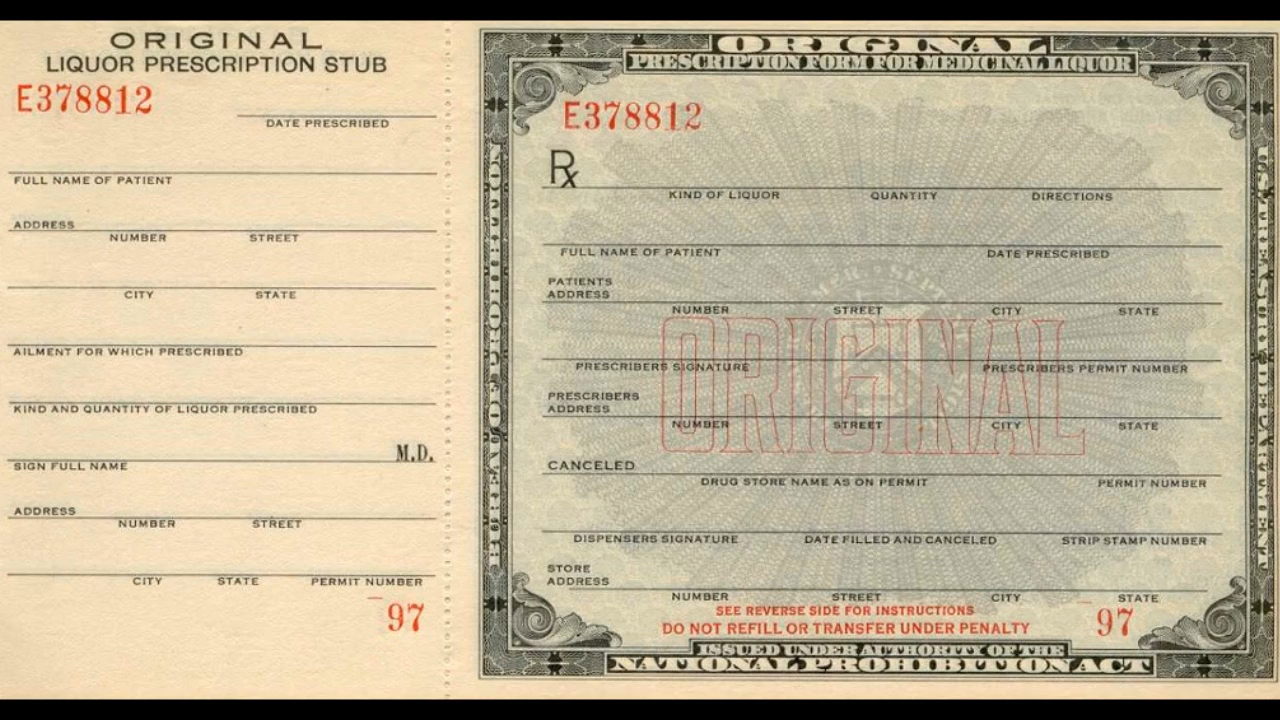 ORIGINAL
LIQUOR PRESCRIPTION STUB
E378812
DATE PRESCRIBED
FULL NAME OF PATIENT
ADDRESS
NUMBER STREET
CITY STATE
AILMENT FOR WHICH PRESCRIBED
KIND AND QUANTITY OF LIQUOR PRESCRIBED
M.D.
SIGN FULL NAME
ADDRESS
NUMBER STREET
CITY STATE PERMIT NUMBER
97
ORIGINAL
PRESCRIPTION FORM FOR MEDICINAL LIQUOR
E378812
Rx
KIND OF LIQUOR QUANTITY DIRECTIONS
FULL NAME OF PATIENT DATE PRESCRIBED
PATIENTS
ADDRESS
NUMBER STREET CITY STATE
ORIGINAL
PRESCRIBERS SIGNATURE PRESCRIBERS PERMIT NUMBER
PRESCRIBERS
ADDRESS
NUMBER STREET CITY STATE
CANCELED
DRUG STORE NAME AS ON PERMIT PERMIT NUMBER
DISPENSERS SIGNATURE DATE FILLED AND CANCELED STRIP STAMP NUMBER
STORE
ADDRESS
NUMBER STREET CITY STATE
SEE REVERSE SIDE FOR INSTRUCTIONS
DO NOT REFILL OR TRANSFER UNDER PENALTY
97
ISSUED UNDER AUTHORITY OF THE
NATIONAL PROHIBITION ACT